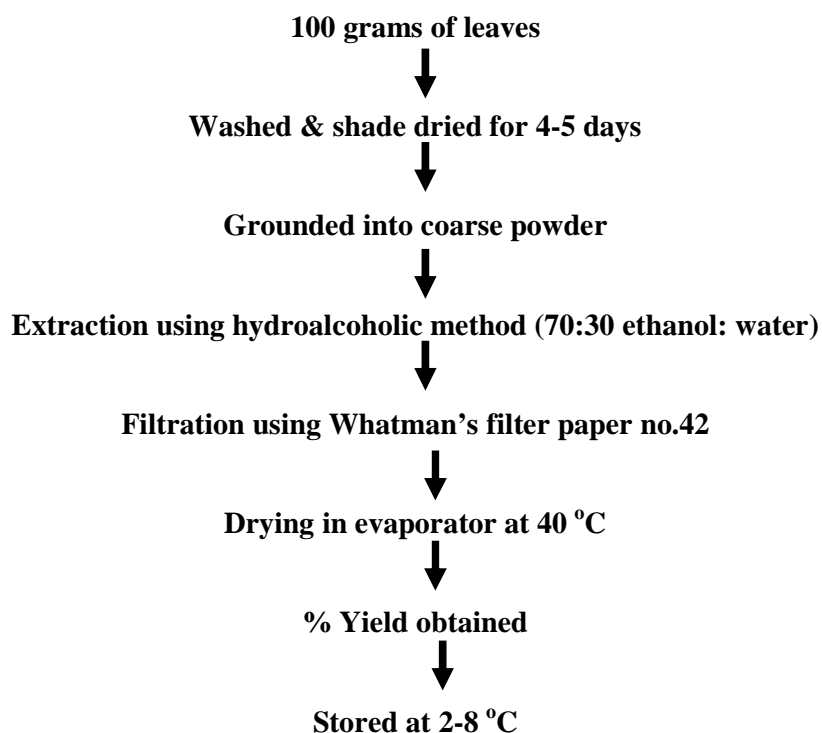 100 grams of leaves
Washed & shade dried for 4-5 days
Grounded into coarse powder
Extraction using hydroalcoholic method (70:30 ethanol: water)
Filtration using Whatman’s filter paper no.42
Drying in evaporator at 40 °C
% Yield obtained
Stored at 2-8 °C